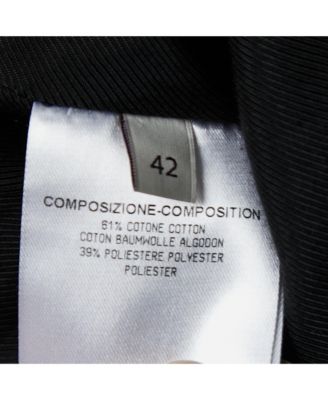 42
COMPOSIZIONE-COMPOSITION
61% COTONE COTTON
COTON BAUMWOLLE ALGODON
39% POLIESTERE POLYESTER
POLIESTER